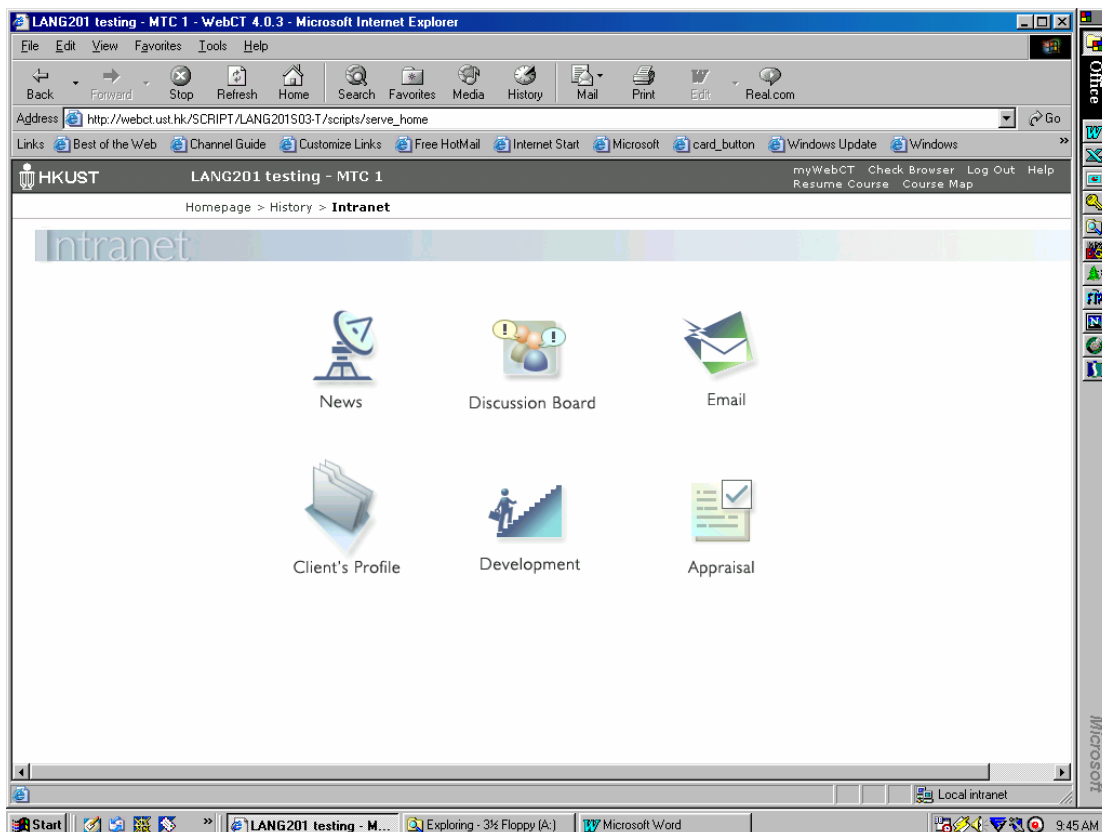 LANG201 testing - MTC 1 - WebCT 4.0.3 - Microsoft Internet Explorer
File Edit View Favorites Tools Help
Back Forward Stop Refresh Home Search Favorites Media History Mail Print Edit Real.com
Address http://webct.ust.hk/SCRIPT/LANG201S03-T/scripts/serve_home Go
Links Best of the Web Channel Guide Customize Links Free HotMail Internet Start Microsoft card_button Windows Update Windows »
HKUST LANG201 testing - MTC 1 myWebCT Check Browser Log Out Help
Resume Course Course Map
Homepage > History > Intranet
Intranet
News Discussion Board Email
Client's Profile Development Appraisal
Local intranet
Start » LANG201 testing - M... Exploring - 3½ Floppy (A:) Microsoft Word 9:45 AM
Office
Microsoft